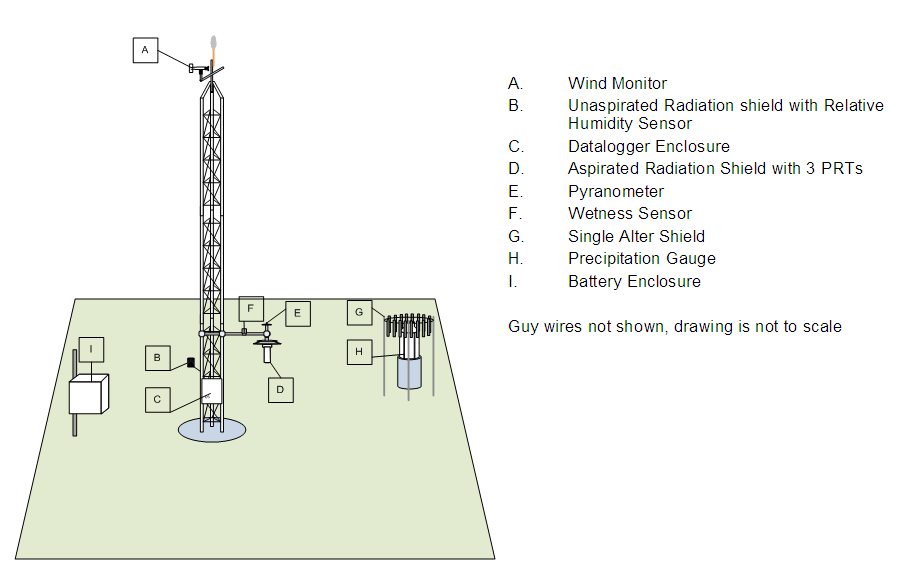 A
A. Wind Monitor
B. Unaspirated Radiation shield with Relative
Humidity Sensor
C. Datalogger Enclosure
D. Aspirated Radiation Shield with 3 PRTs
E. Pyranometer
F. Wetness Sensor
G. Single Alter Shield
H. Precipitation Gauge
I. Battery Enclosure
Guy wires not shown, drawing is not to scale
F
E
G
I
B
H
D
C